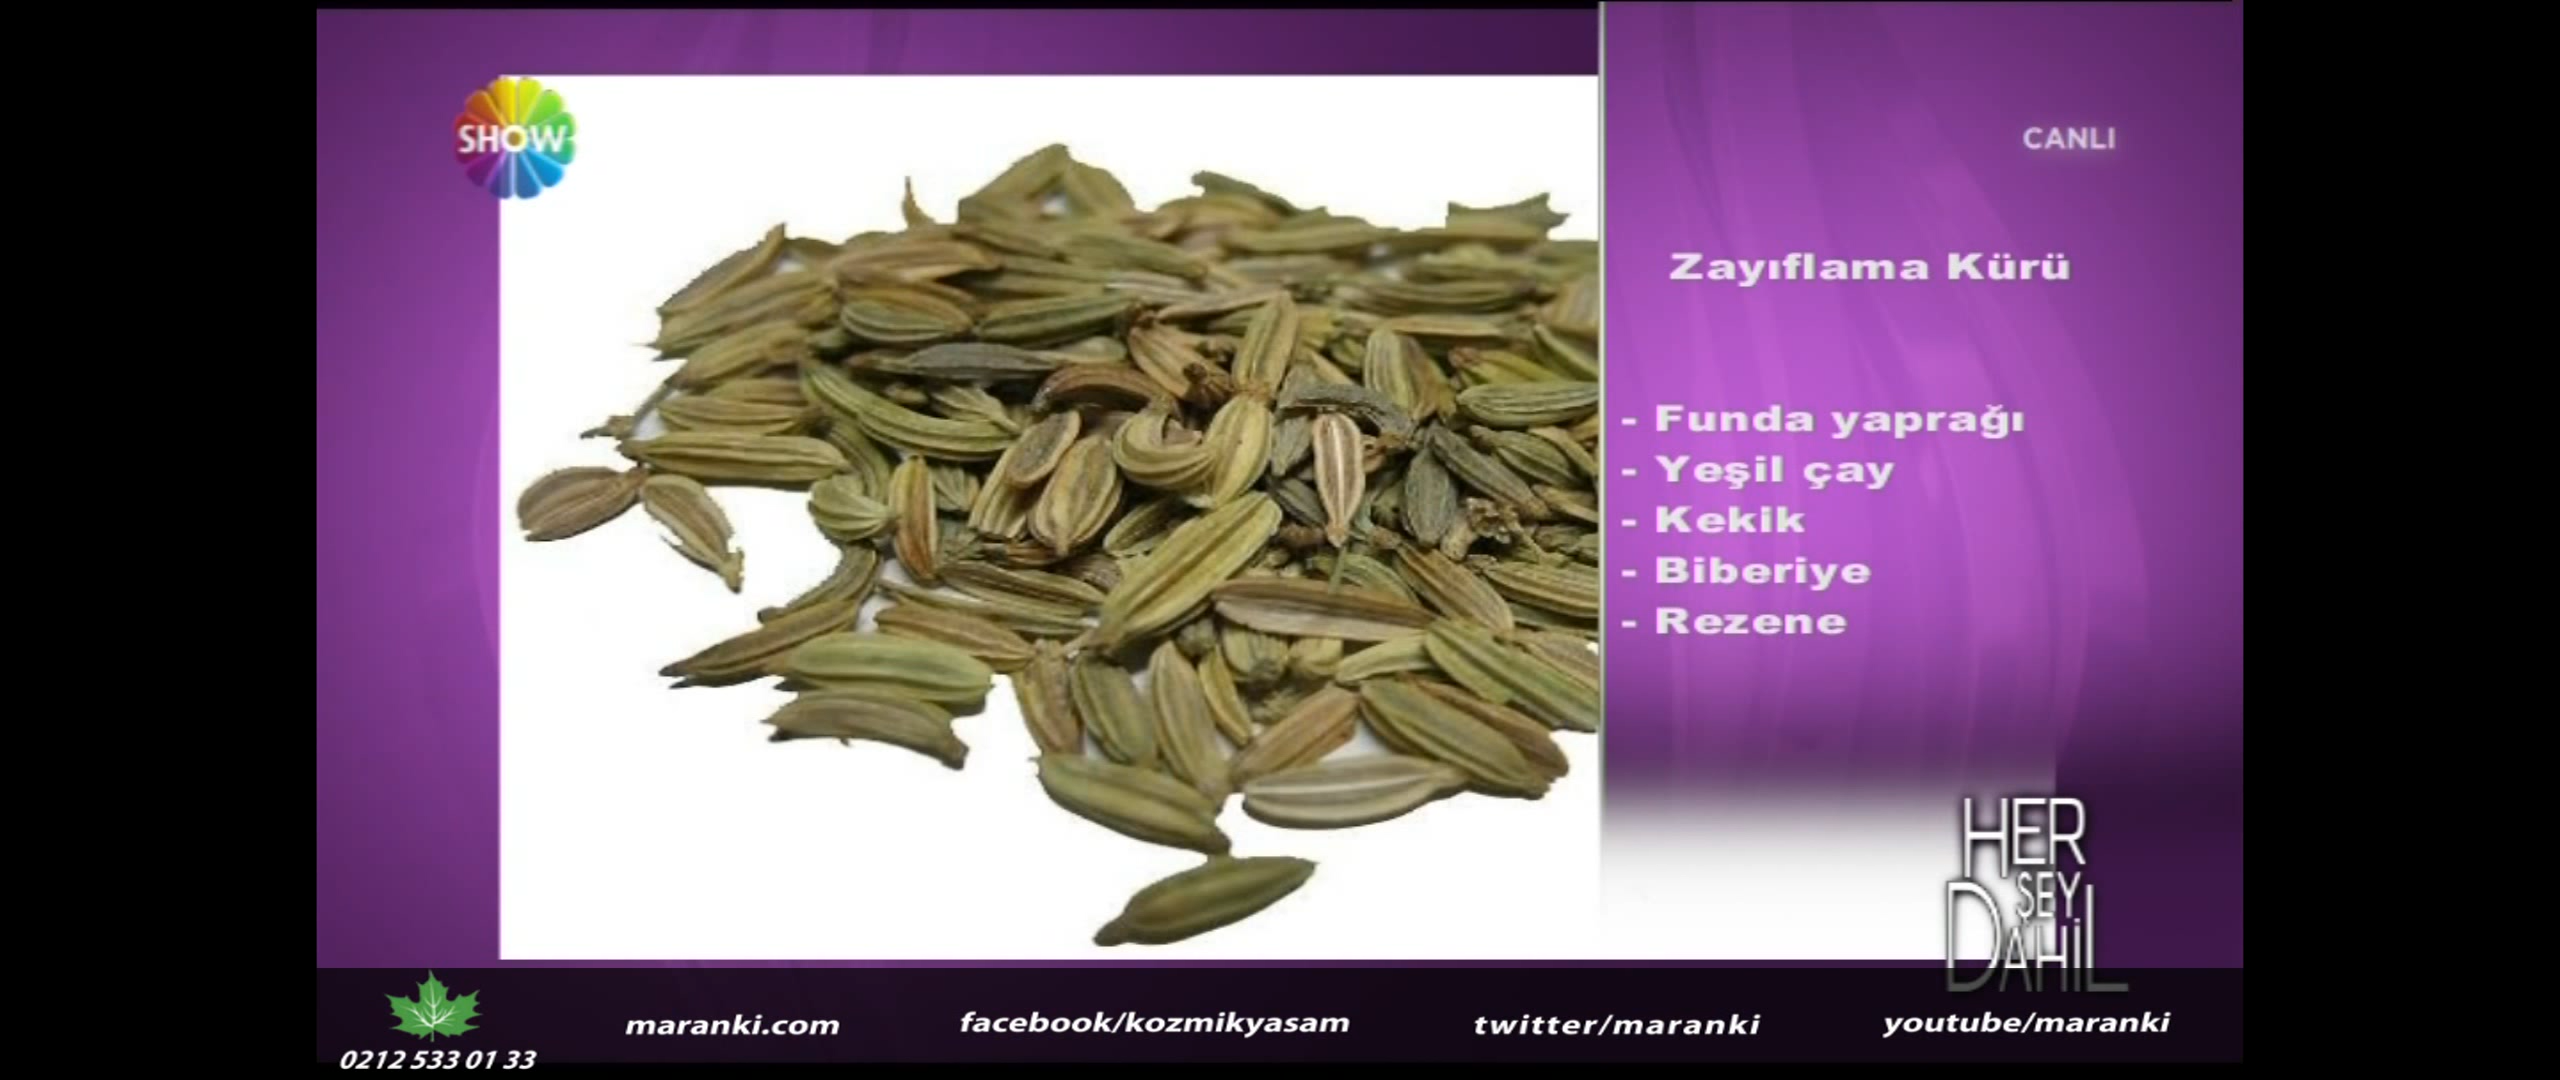 SHOW
CANLI
Zayıflama Kürü
- Funda yaprağı
- Yeşil çay
- Kekik
- Biberiye
- Rezene
HER
ŞEY
DAHİL
maranki.com
facebook/kozmikyasam
twitter/maranki
youtube/maranki
0212 533 01 33